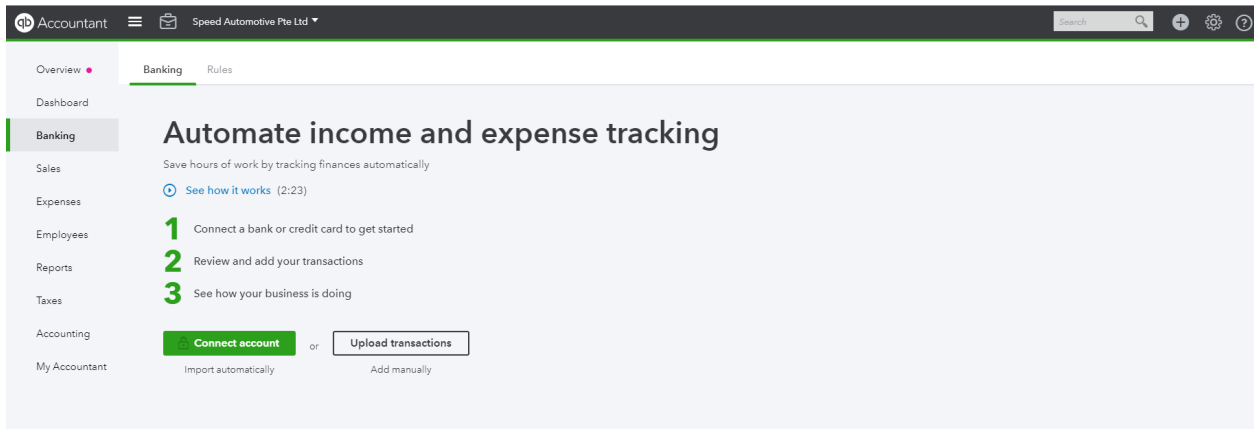 qb Accountant Speed Automotive Pte Ltd Search ?
Overview
Banking Rules
Dashboard
Banking
Automate income and expense tracking
Sales
Save hours of work by tracking finances automatically
See how it works (2:23)
Expenses
1 Connect a bank or credit card to get started
Employees
2 Review and add your transactions
Reports
3 See how your business is doing
Taxes
Accounting
Connect account or Upload transactions
My Accountant
Import automatically Add manually